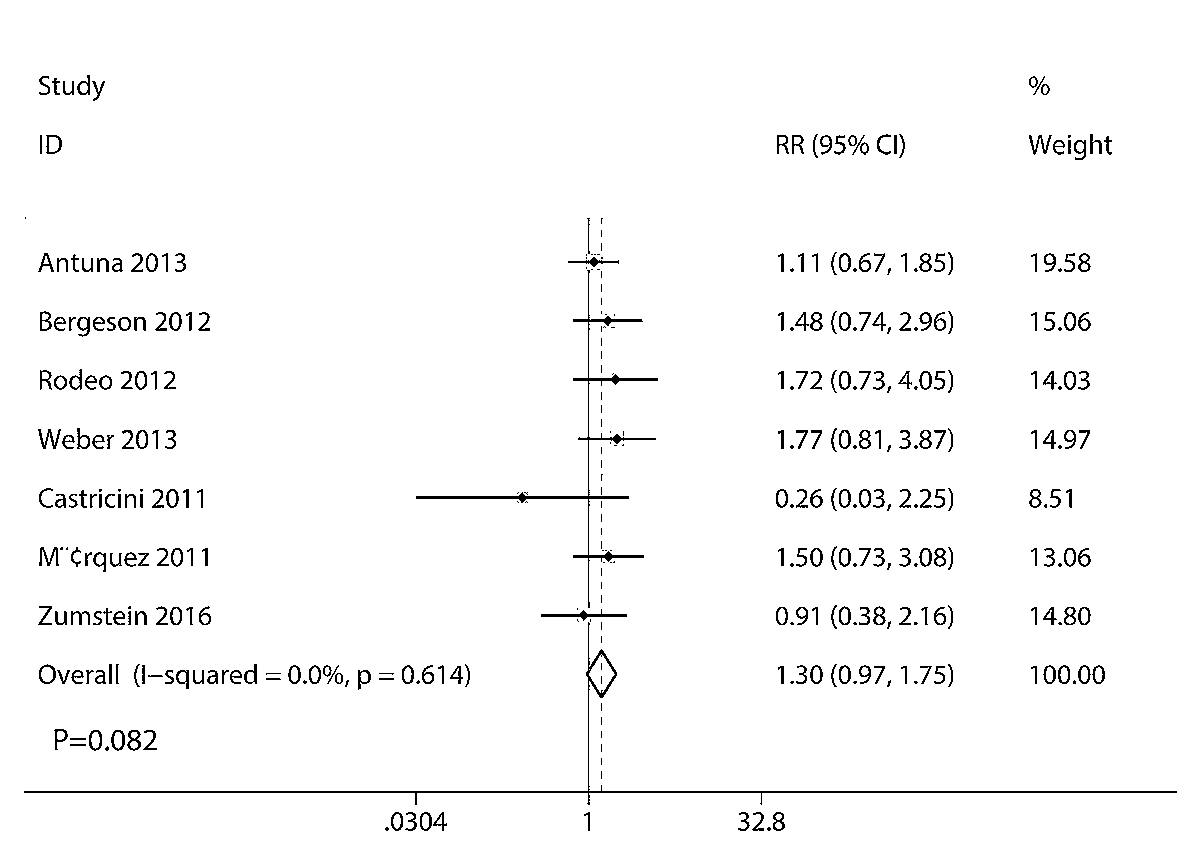 Study %
ID RR (95% CI) Weight
Antuna 2013 1.11 (0.67, 1.85) 19.58
Bergeson 2012 1.48 (0.74, 2.96) 15.06
Rodeo 2012 1.72 (0.73, 4.05) 14.03
Weber 2013 1.77 (0.81, 3.87) 14.97
Castricini 2011 0.26 (0.03, 2.25) 8.51
M¨¢rquez 2011 1.50 (0.73, 3.08) 13.06
Zumstein 2016 0.91 (0.38, 2.16) 14.80
Overall (I−squared = 0.0%, p = 0.614) 1.30 (0.97, 1.75) 100.00
P=0.082
.0304 1 32.8